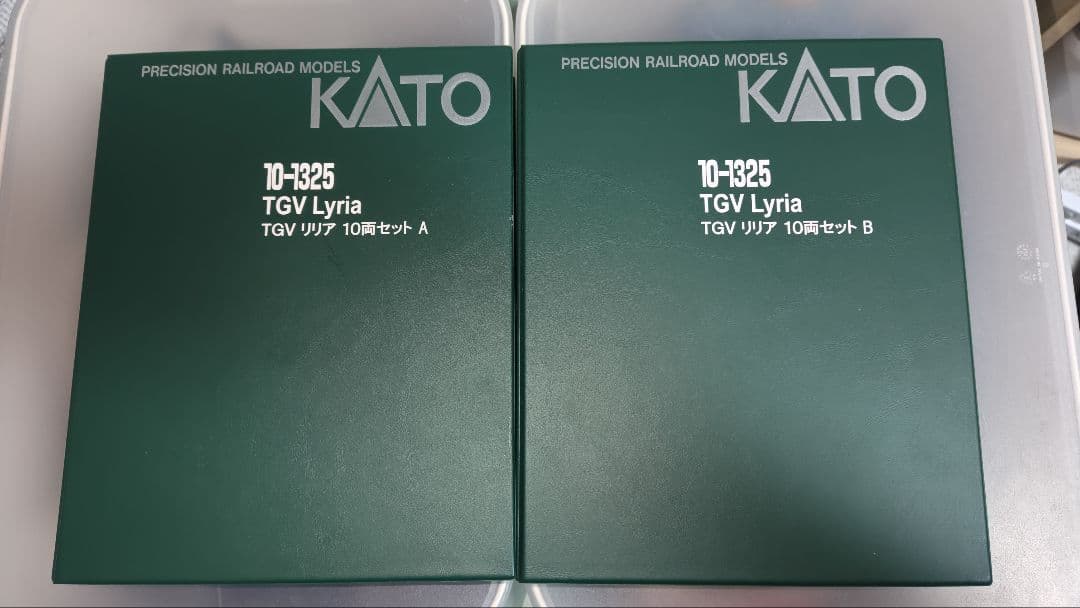 PRECISION RAILROAD MODELS
KATO
10-1325
TGV Lyria
TGV リリア 10両セット A
PRECISION RAILROAD MODELS
KATO
10-1325
TGV Lyria
TGV リリア 10両セット B